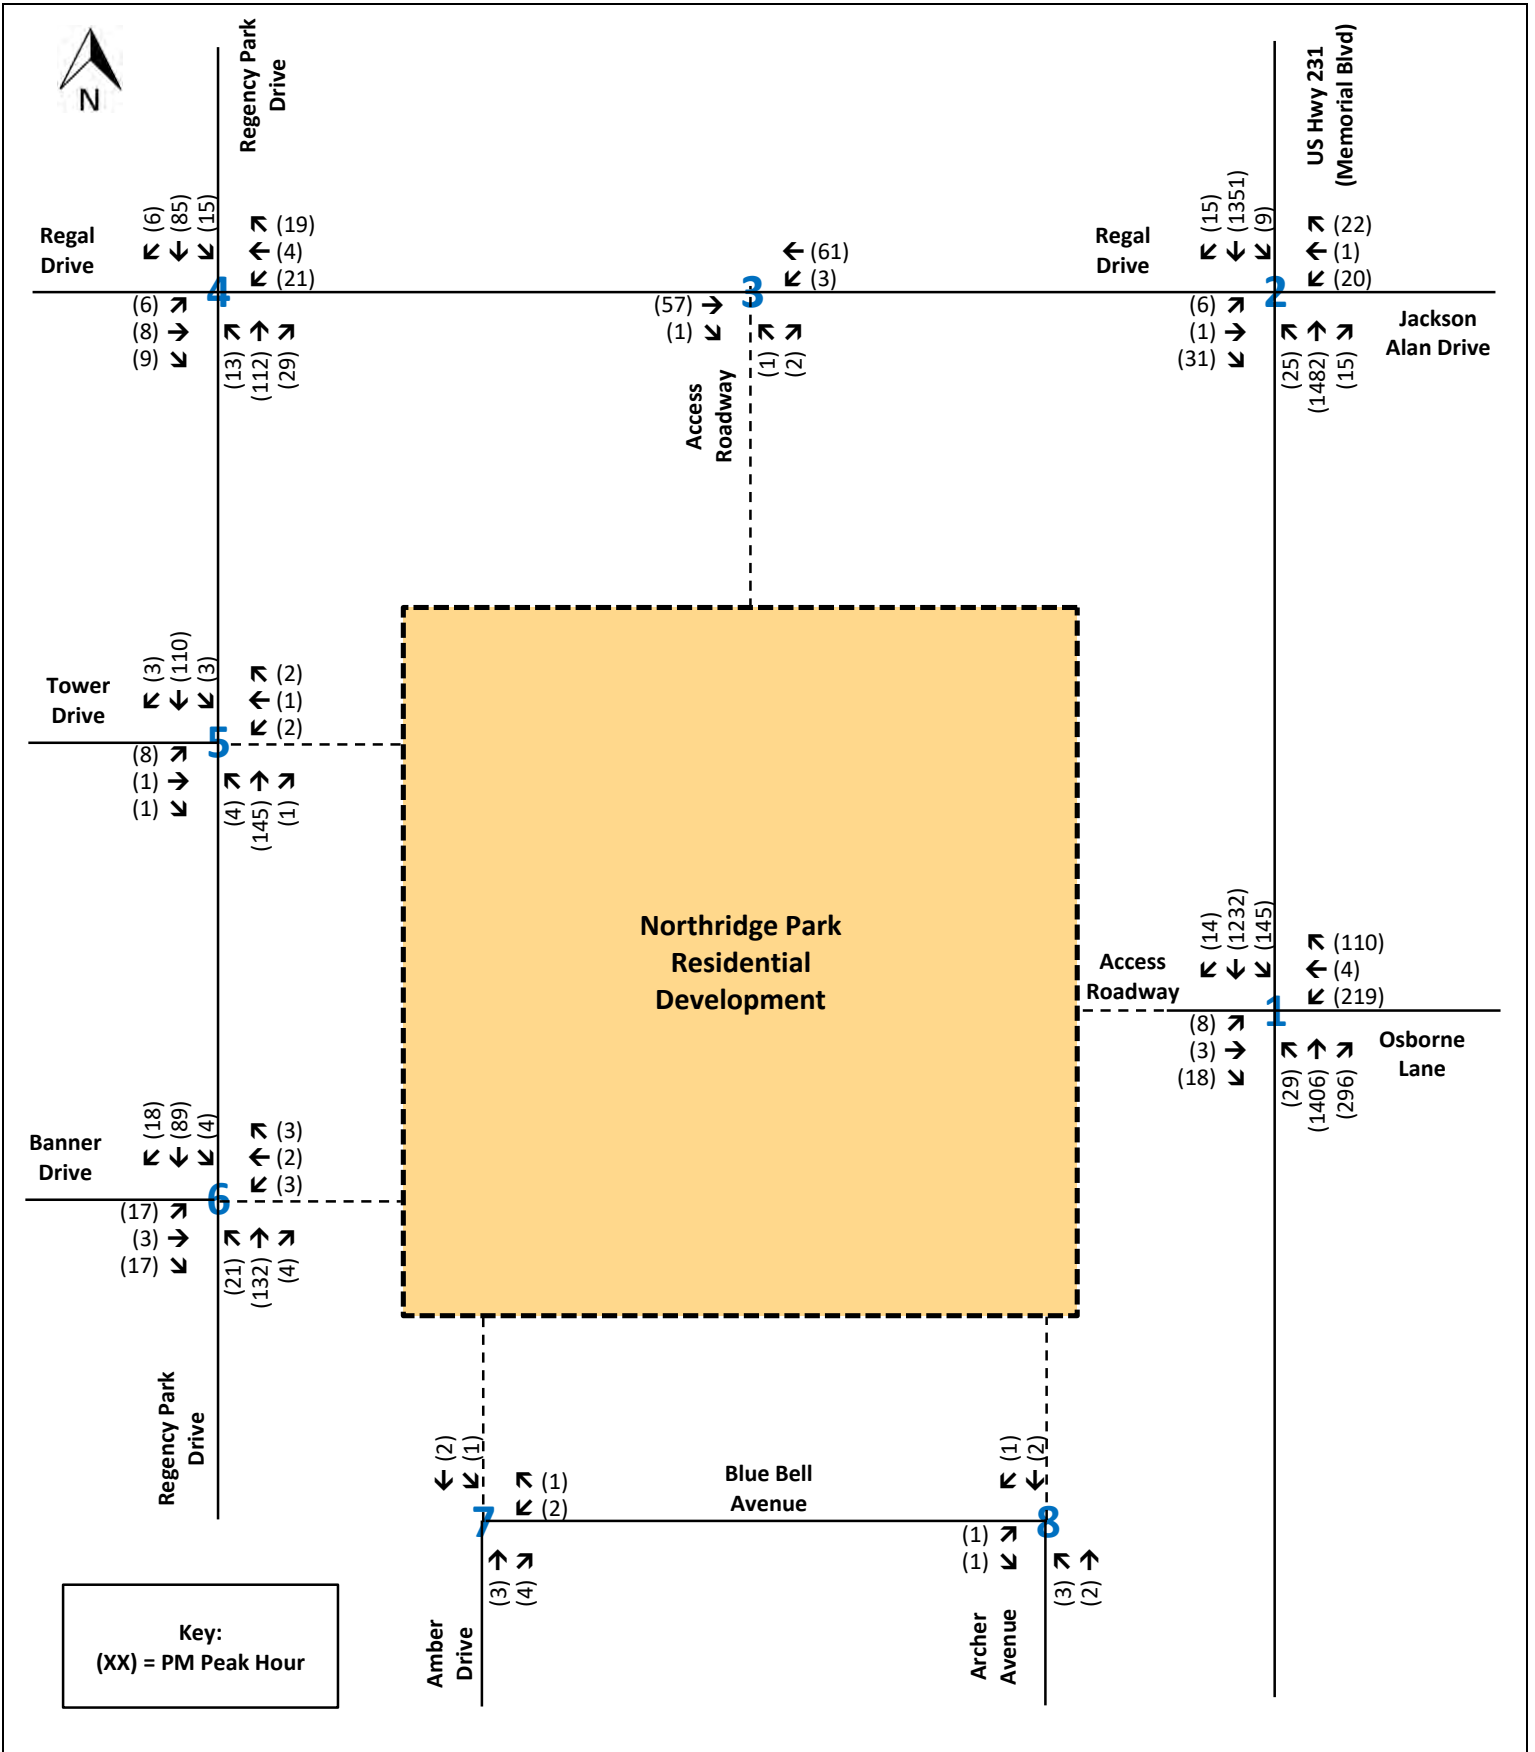 N
Regency Park
Drive
US Hwy 231
(Memorial Blvd)
Regal
Drive
(6)
(85)
(15)
(19)
(4)
(21)
4
(6)
(8)
(9)
(13)
(112)
(29)
(61)
(3)
3
(57)
(1)
(1)
(2)
Access
Roadway
Regal
Drive
(15)
(1351)
(9)
(22)
(1)
(20)
2
(6)
(1)
(31)
(25)
(1482)
(15)
Jackson
Alan Drive
Tower
Drive
(3)
(110)
(3)
(2)
(1)
(2)
5
(8)
(1)
(1)
(4)
(145)
(1)
Northridge Park
Residential
Development
Access
Roadway
(14)
(1232)
(145)
(110)
(4)
(219)
1
(8)
(3)
(18)
(29)
(1406)
(296)
Osborne
Lane
Banner
Drive
(18)
(89)
(4)
(3)
(2)
(3)
6
(17)
(3)
(17)
(21)
(132)
(4)
Regency Park
Drive
(2)
(1)
(1)
(2)
7
(3)
(4)
Amber
Drive
Blue Bell
Avenue
(1)
(2)
8
(1)
(1)
(3)
(2)
Archer
Avenue
Key:
(XX) = PM Peak Hour